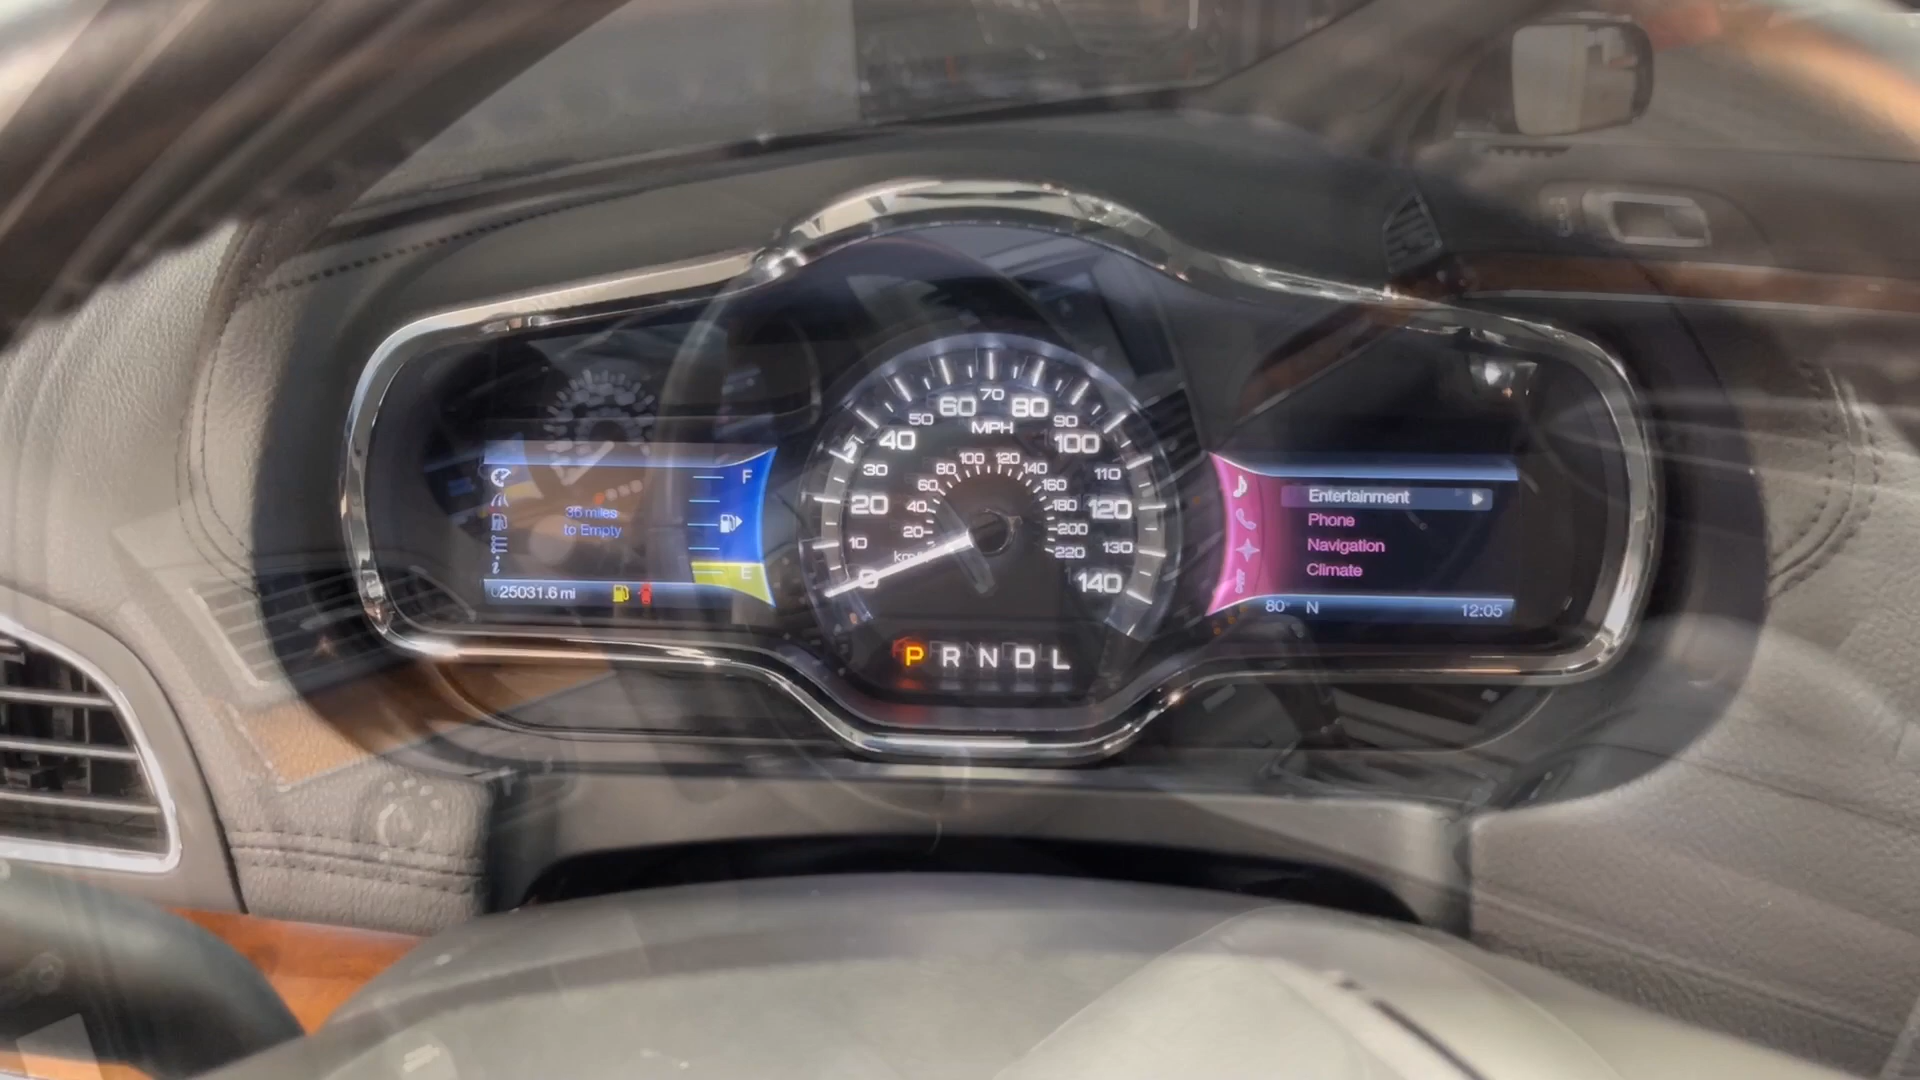 F
35 miles
to Empty
E
025031.6 mi
0
10
20
30
40
50
60
70
80
90
100
110
120
130
140
MPH
km/h
20
40
60
80
100
120
140
160
180
200
220
P R N D L
Entertainment
Phone
Navigation
Climate
80° N 12:05